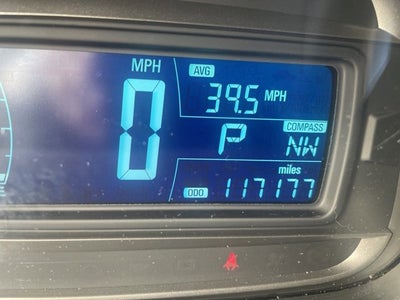 MPH
0
AVG
39.5 MPH
P
COMPASS
NW
miles
ODO 117177